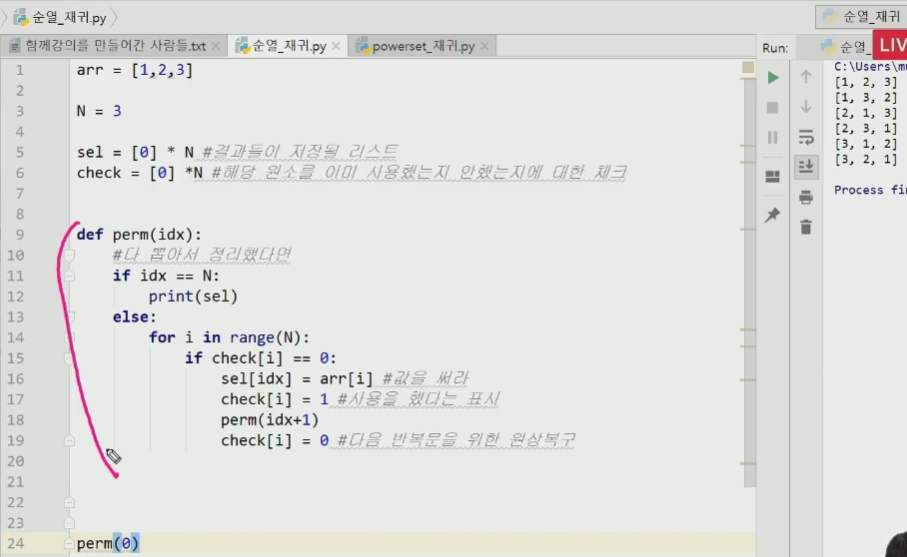 순열_재귀.py
순열_재귀
함께강의를 만들어간 사람들.txt
순열_재귀.py
powerset_재귀.py
Run:
순열_
LIV
1 arr = [1,2,3]
2
3 N = 3
4
5 sel = [0] * N #결과들이 저장될 리스트
6 check = [0] *N #해당 원소를 이미 사용했는지 안했는지에 대한 체크
7
8
9 def perm(idx):
10 #다 뽑아서 정리했다면
11 if idx == N:
12 print(sel)
13 else:
14 for i in range(N):
15 if check[i] == 0:
16 sel[idx] = arr[i] #값을 써라
17 check[i] = 1 #사용을 했다는 표시
18 perm(idx+1)
19 check[i] = 0 #다음 반복문을 위한 원상복구
20
21
22
23
24 perm(0)
C:\Users\m
[1, 2, 3]
[1, 3, 2]
[2, 1, 3]
[2, 3, 1]
[3, 1, 2]
[3, 2, 1]
Process fi